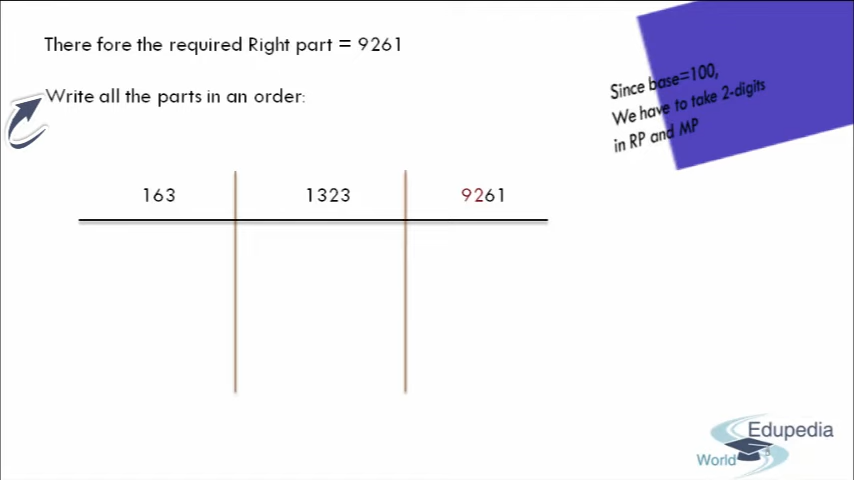 There fore the required Right part = 9261
Write all the parts in an order:
Since base=100,
We have to take 2-digits
in RP and MP
163 1323 9261
Edupedia
World